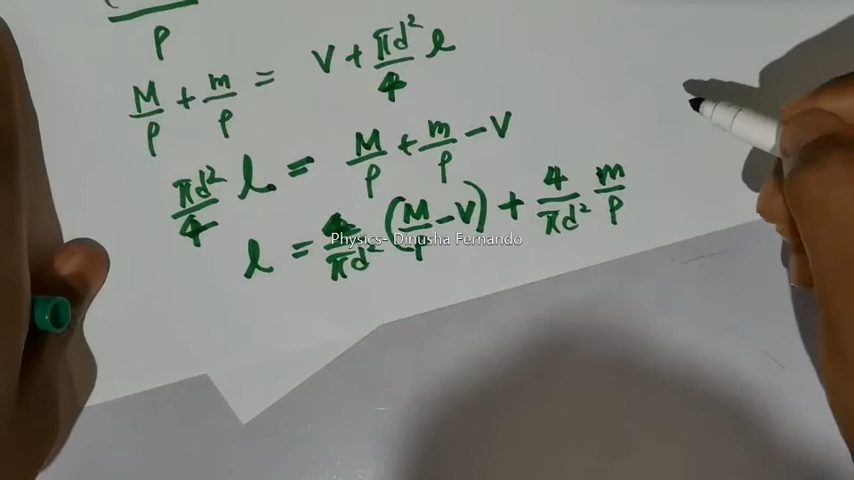 ρ
M/ρ + m/ρ = V + πd²/4 l
πd²/4 l = M/ρ + m/ρ - V
l = 4/πd² (M/ρ - V) + 4/πd² m/ρ
Physics- Dinusha Fernando